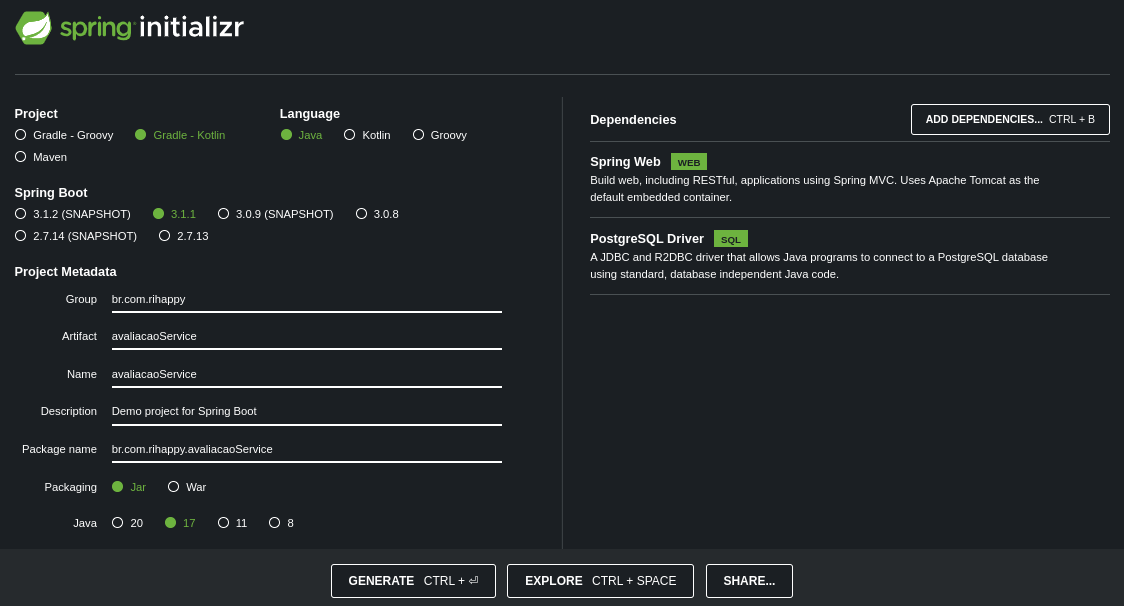 spring initializr
Project
Gradle - Groovy Gradle - Kotlin
Maven
Language
Java Kotlin Groovy
Spring Boot
3.1.2 (SNAPSHOT) 3.1.1 3.0.9 (SNAPSHOT) 3.0.8
2.7.14 (SNAPSHOT) 2.7.13
Project Metadata
Group br.com.rihappy
Artifact avaliacaoService
Name avaliacaoService
Description Demo project for Spring Boot
Package name br.com.rihappy.avaliacaoService
Packaging Jar War
Java 20 17 11 8
Dependencies ADD DEPENDENCIES... CTRL + B
Spring Web WEB
Build web, including RESTful, applications using Spring MVC. Uses Apache Tomcat as the
default embedded container.
PostgreSQL Driver SQL
A JDBC and R2DBC driver that allows Java programs to connect to a PostgreSQL database
using standard, database independent Java code.
GENERATE CTRL + ⏎ EXPLORE CTRL + SPACE SHARE...